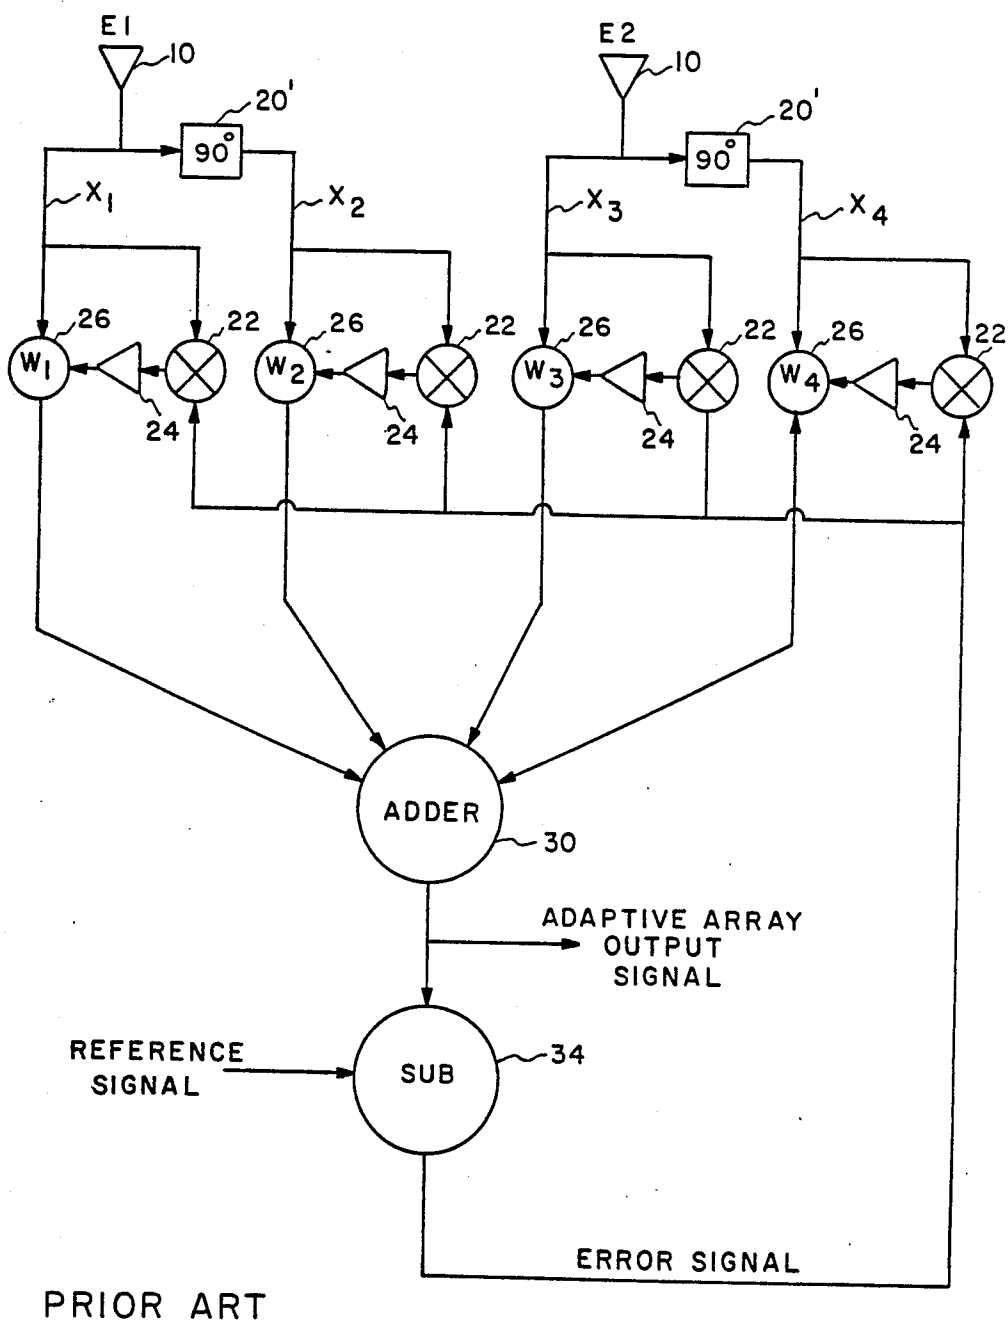 E1
10
E2
10
20'
90°
20'
90°
X1
X2
X3
X4
26
22
26
22
26
22
26
22
W1
W2
W3
W4
24
24
24
24
ADDER
30
ADAPTIVE ARRAY
OUTPUT
SIGNAL
REFERENCE
SIGNAL
SUB
34
ERROR SIGNAL
PRIOR ART